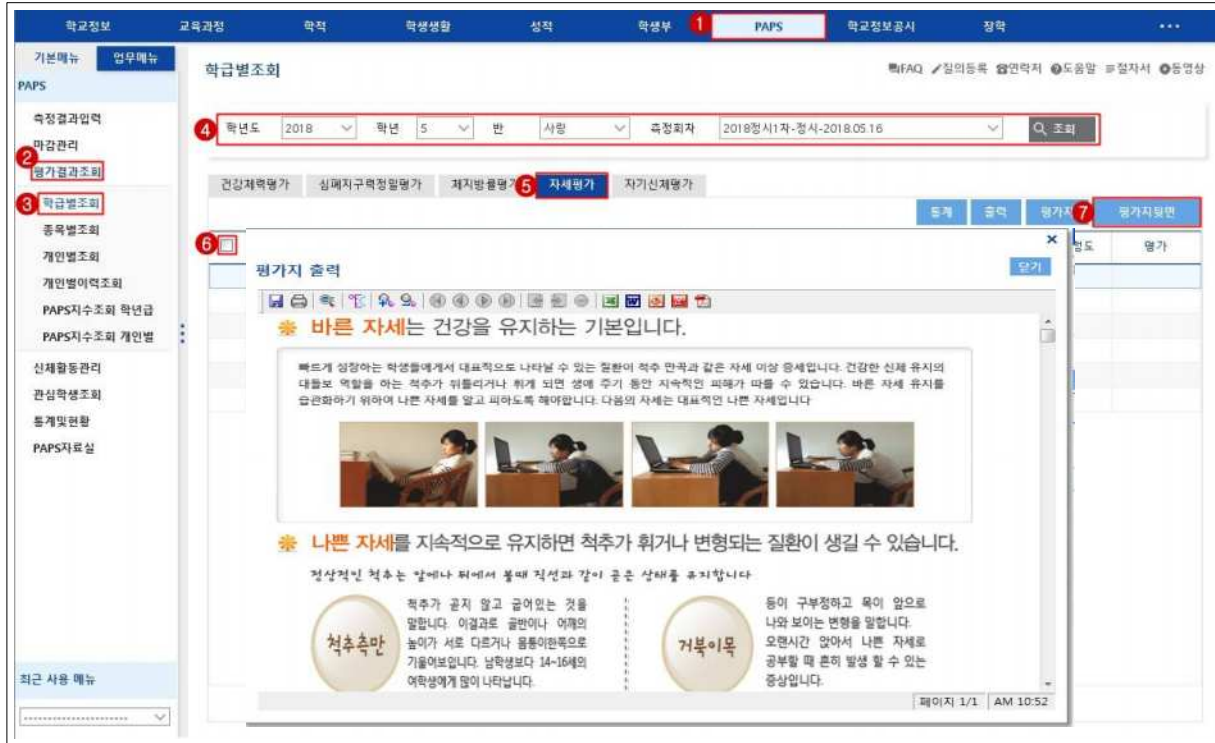 학교정보 교육과정 학적 학생생활 성적 학생부 1 PAPS 학교정보공시 장학 •••
기본메뉴 업무메뉴
PAPS
측정결과입력
마감관리
2 평가결과조회
3 학급별조회
종목별조회
개인별조회
개인별이력조회
PAPS지수조회 학년급
PAPS지수조회 개인별
신체활동관리
관심학생조회
통계및현황
PAPS자료실
최근 사용 메뉴
학급별조회
FAQ 질의등록 연락처 도움말 절차서 동영상
4 학년도 2018 학년 5 반 사랑 측정회차 2018정시1차-정시-2018.05.16 조회
건강체력평가 심폐지구력정밀평가 체지방률평가 5 자세평가 자기신체평가
통계 출력 평가지 7 평가지뒷면
6
정도 평가
×
평가지 출력 닫기
바른 자세는 건강을 유지하는 기본입니다.
빠르게 성장하는 학생들에게서 대표적으로 나타날 수 있는 질환이 척추 만곡과 같은 자세 이상 증세입니다. 건강한 신체 유지의
대들보 역할을 하는 척추가 뒤틀리거나 휘게 되면 생애 주기 동안 지속적인 피해가 따를 수 있습니다. 바른 자세 유지를
습관화하기 위하여 나쁜 자세를 알고 피하도록 해야합니다. 다음의 자세는 대표적인 나쁜 자세입니다
나쁜 자세를 지속적으로 유지하면 척추가 휘거나 변형되는 질환이 생길 수 있습니다.
정상적인 척추는 앞에나 뒤에서 볼때 직선과 같이 곧은 상태를 유지합니다
척추측만
척추가 곧지 않고 굽어있는 것을
말합니다. 이결과로 골반이나 어깨의
높이가 서로 다르거나 몸통이한쪽으로
기울어보입니다. 남학생보다 14~16세의
여학생에게 많이 나타납니다.
거북이목
등이 구부정하고 목이 앞으로
나와 보이는 변형을 말합니다.
오랜시간 앉아서 나쁜 자세로
공부할 때 흔히 발생 할 수 있는
증상입니다.
페이지 1/1 AM 10:52